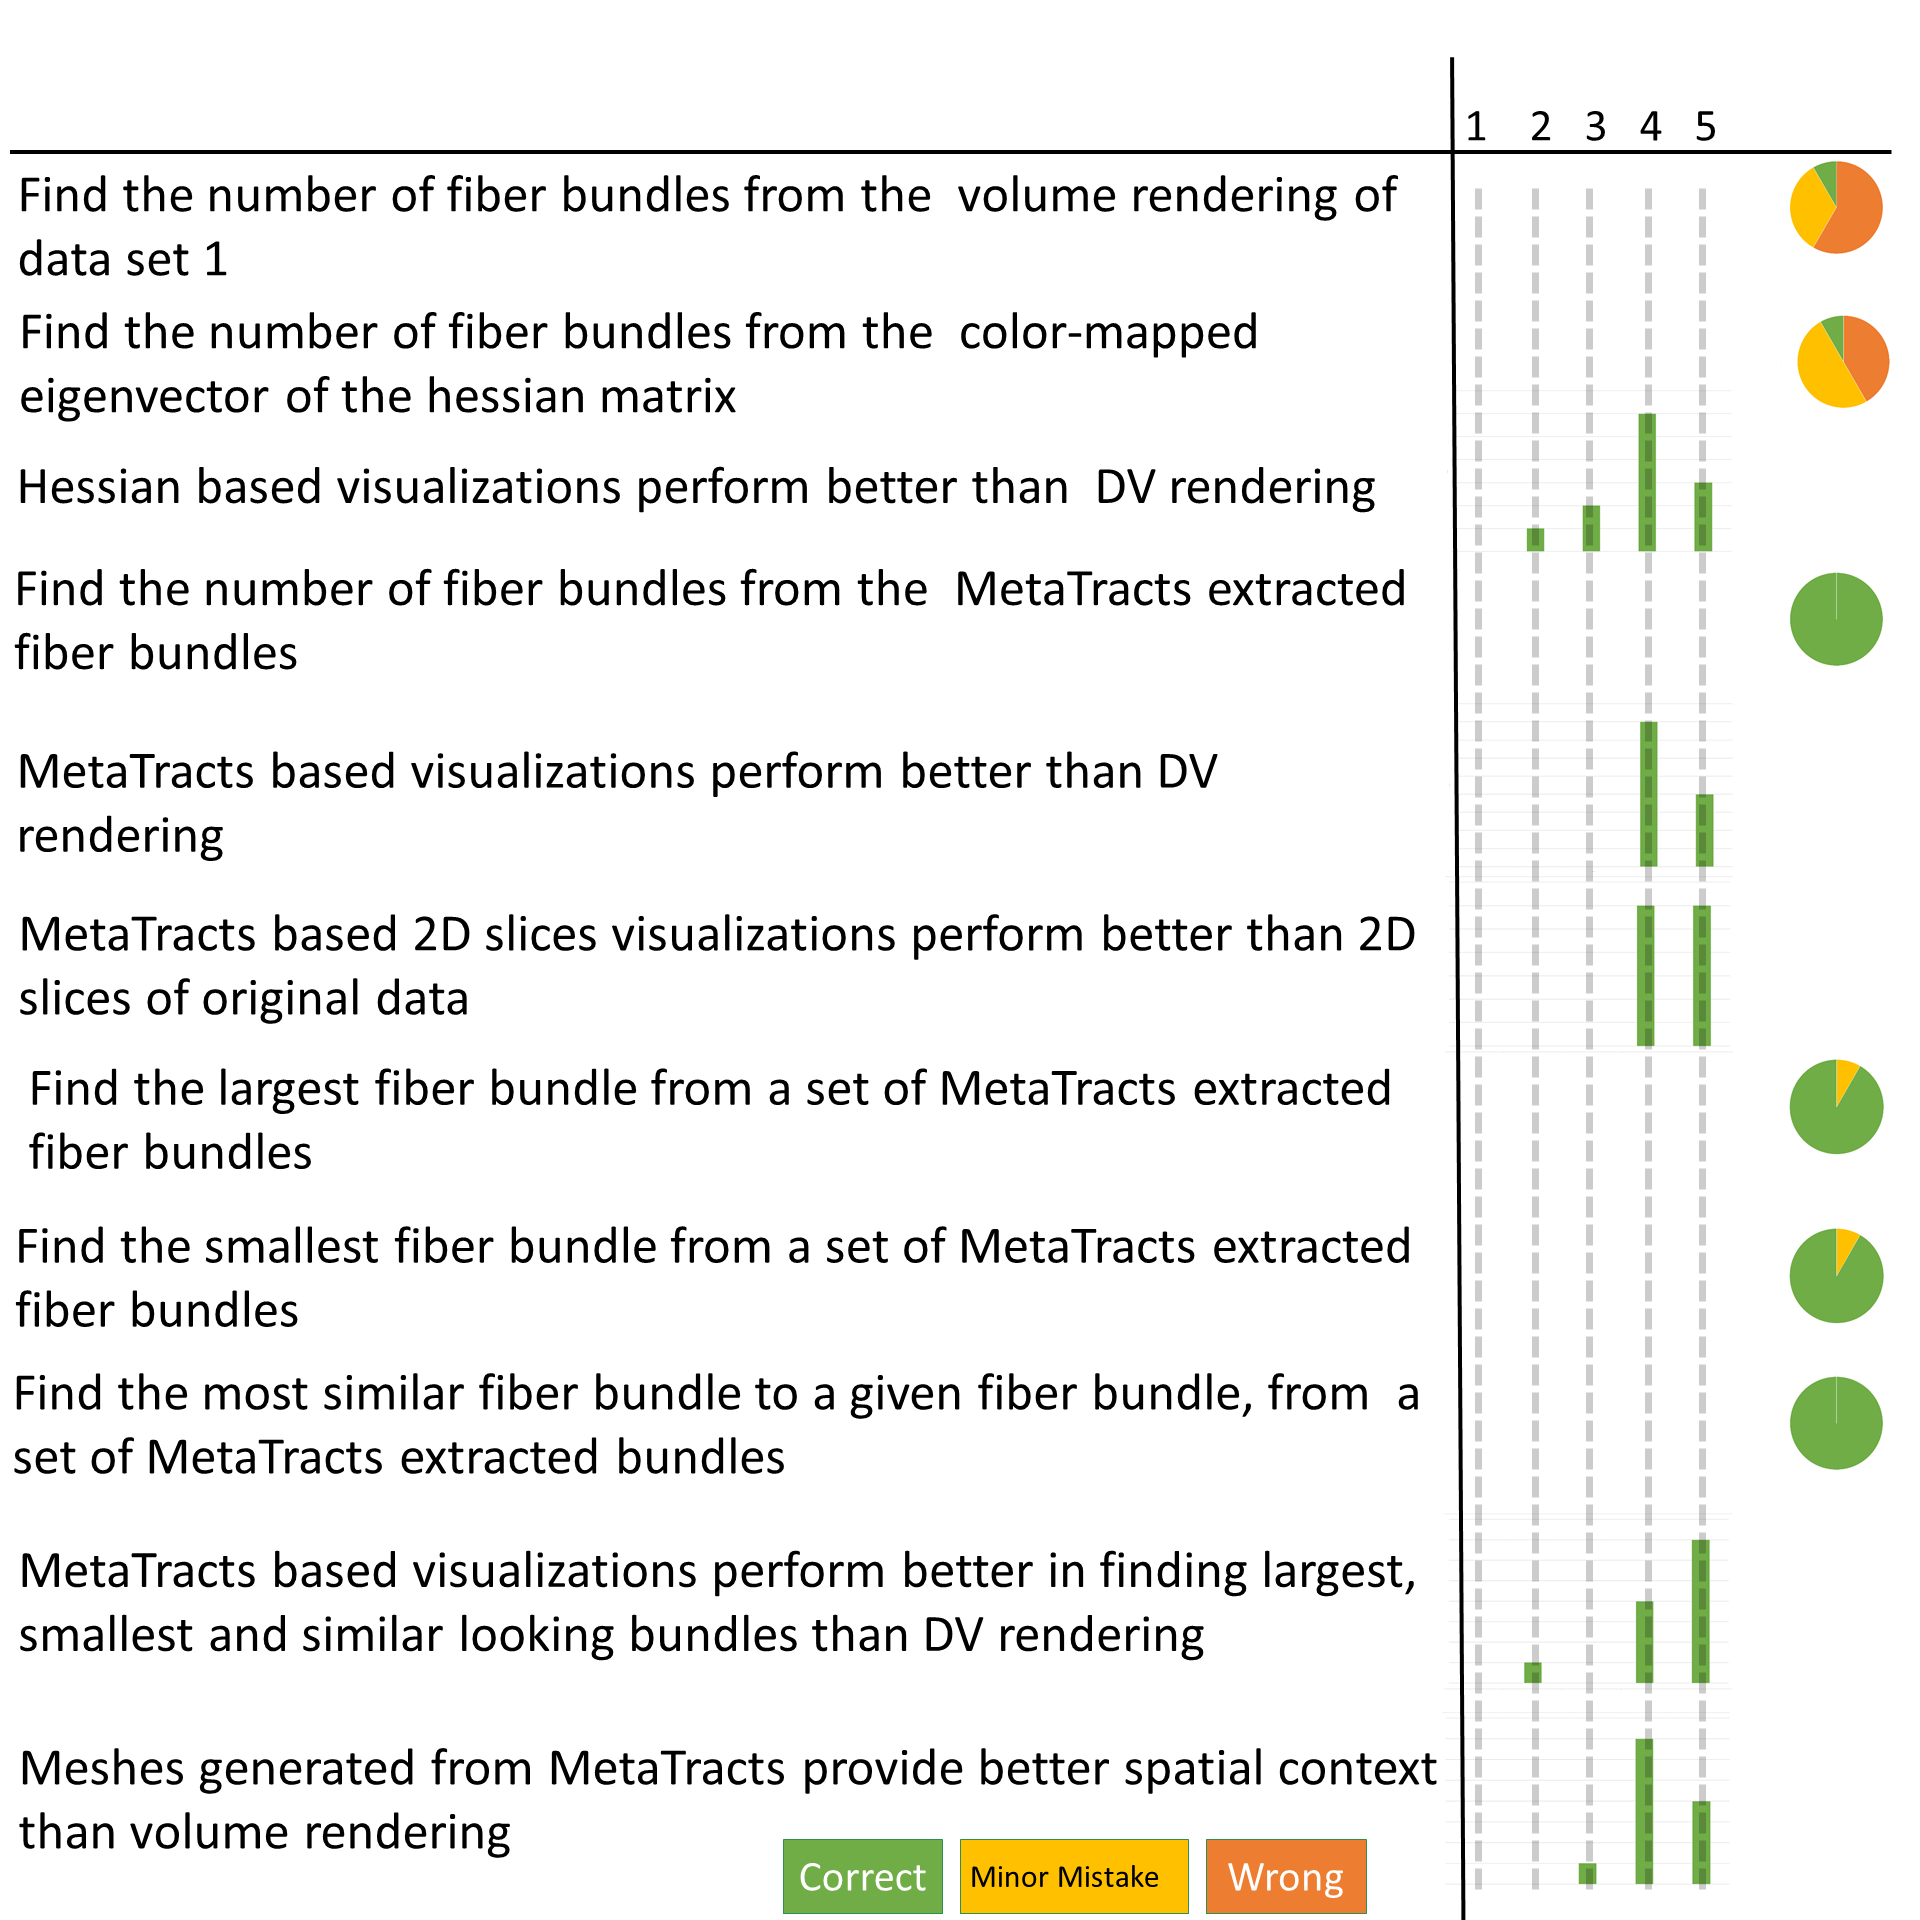 1 2 3 4 5
Find the number of fiber bundles from the volume rendering of
data set 1
Find the number of fiber bundles from the color-mapped
eigenvector of the hessian matrix
Hessian based visualizations perform better than DV rendering
Find the number of fiber bundles from the MetaTracts extracted
fiber bundles
MetaTracts based visualizations perform better than DV
rendering
MetaTracts based 2D slices visualizations perform better than 2D
slices of original data
Find the largest fiber bundle from a set of MetaTracts extracted
fiber bundles
Find the smallest fiber bundle from a set of MetaTracts extracted
fiber bundles
Find the most similar fiber bundle to a given fiber bundle, from a
set of MetaTracts extracted bundles
MetaTracts based visualizations perform better in finding largest,
smallest and similar looking bundles than DV rendering
Meshes generated from MetaTracts provide better spatial context
than volume rendering
Correct Minor Mistake Wrong